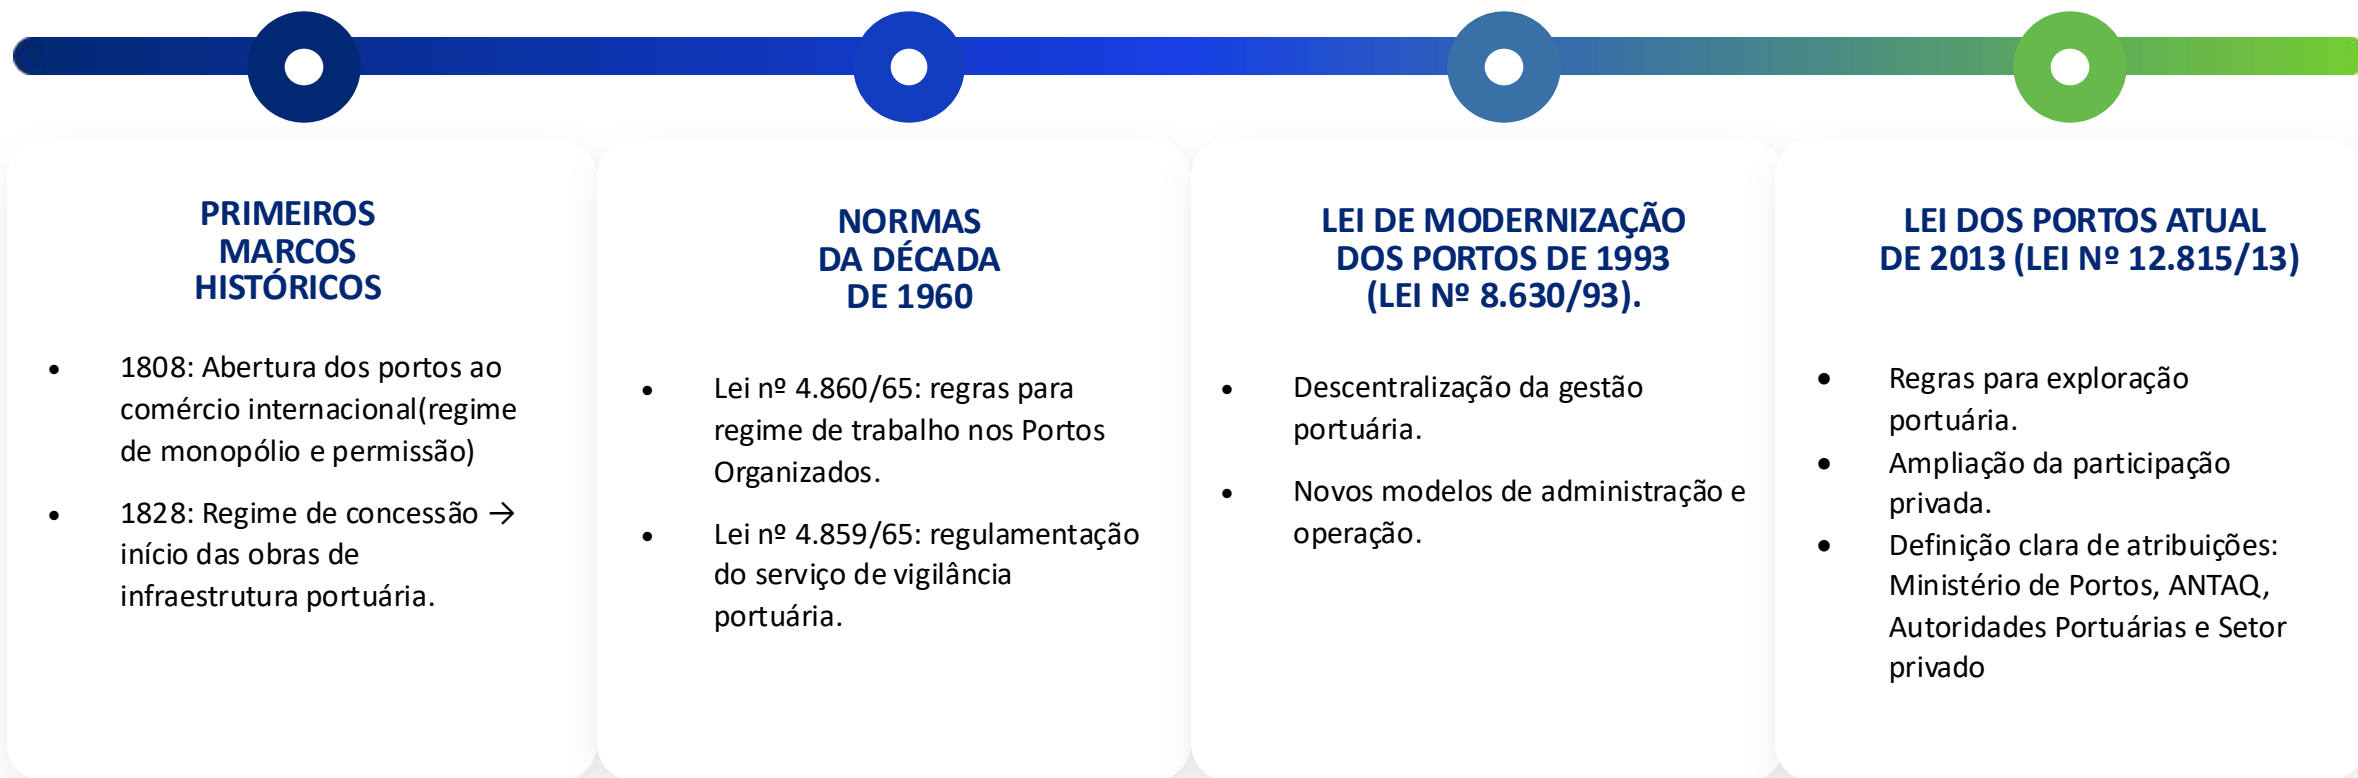 PRIMEIROS
MARCOS
HISTÓRICOS
• 1808: Abertura dos portos ao
comércio internacional(regime
de monopólio e permissão)
• 1828: Regime de concessão →
início das obras de
infraestrutura portuária.
NORMAS
DA DÉCADA
DE 1960
• Lei nº 4.860/65: regras para
regime de trabalho nos Portos
Organizados.
• Lei nº 4.859/65: regulamentação
do serviço de vigilância
portuária.
LEI DE MODERNIZAÇÃO
DOS PORTOS DE 1993
(LEI Nº 8.630/93).
• Descentralização da gestão
portuária.
• Novos modelos de administração e
operação.
LEI DOS PORTOS ATUAL
DE 2013 (LEI Nº 12.815/13)
• Regras para exploração
portuária.
• Ampliação da participação
privada.
• Definição clara de atribuições:
Ministério de Portos, ANTAQ,
Autoridades Portuárias e Setor
privado